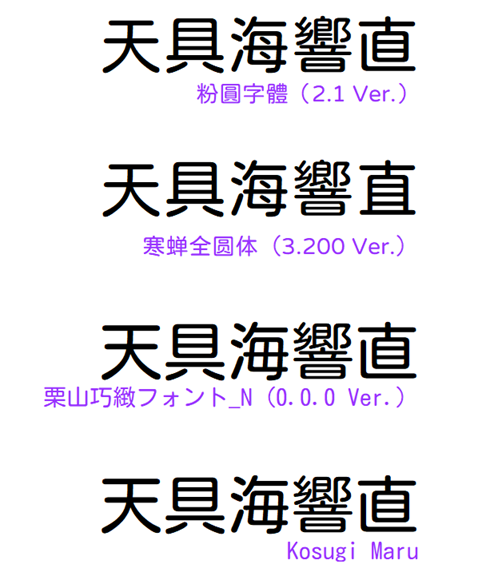 天具海響直
粉圓字體（2.1 Ver.）
天具海響直
寒蝉全圆体（3.200 Ver.）
天具海響直
栗山巧緻フォント_N（0.0.0 Ver.）
天具海響直
Kosugi Maru